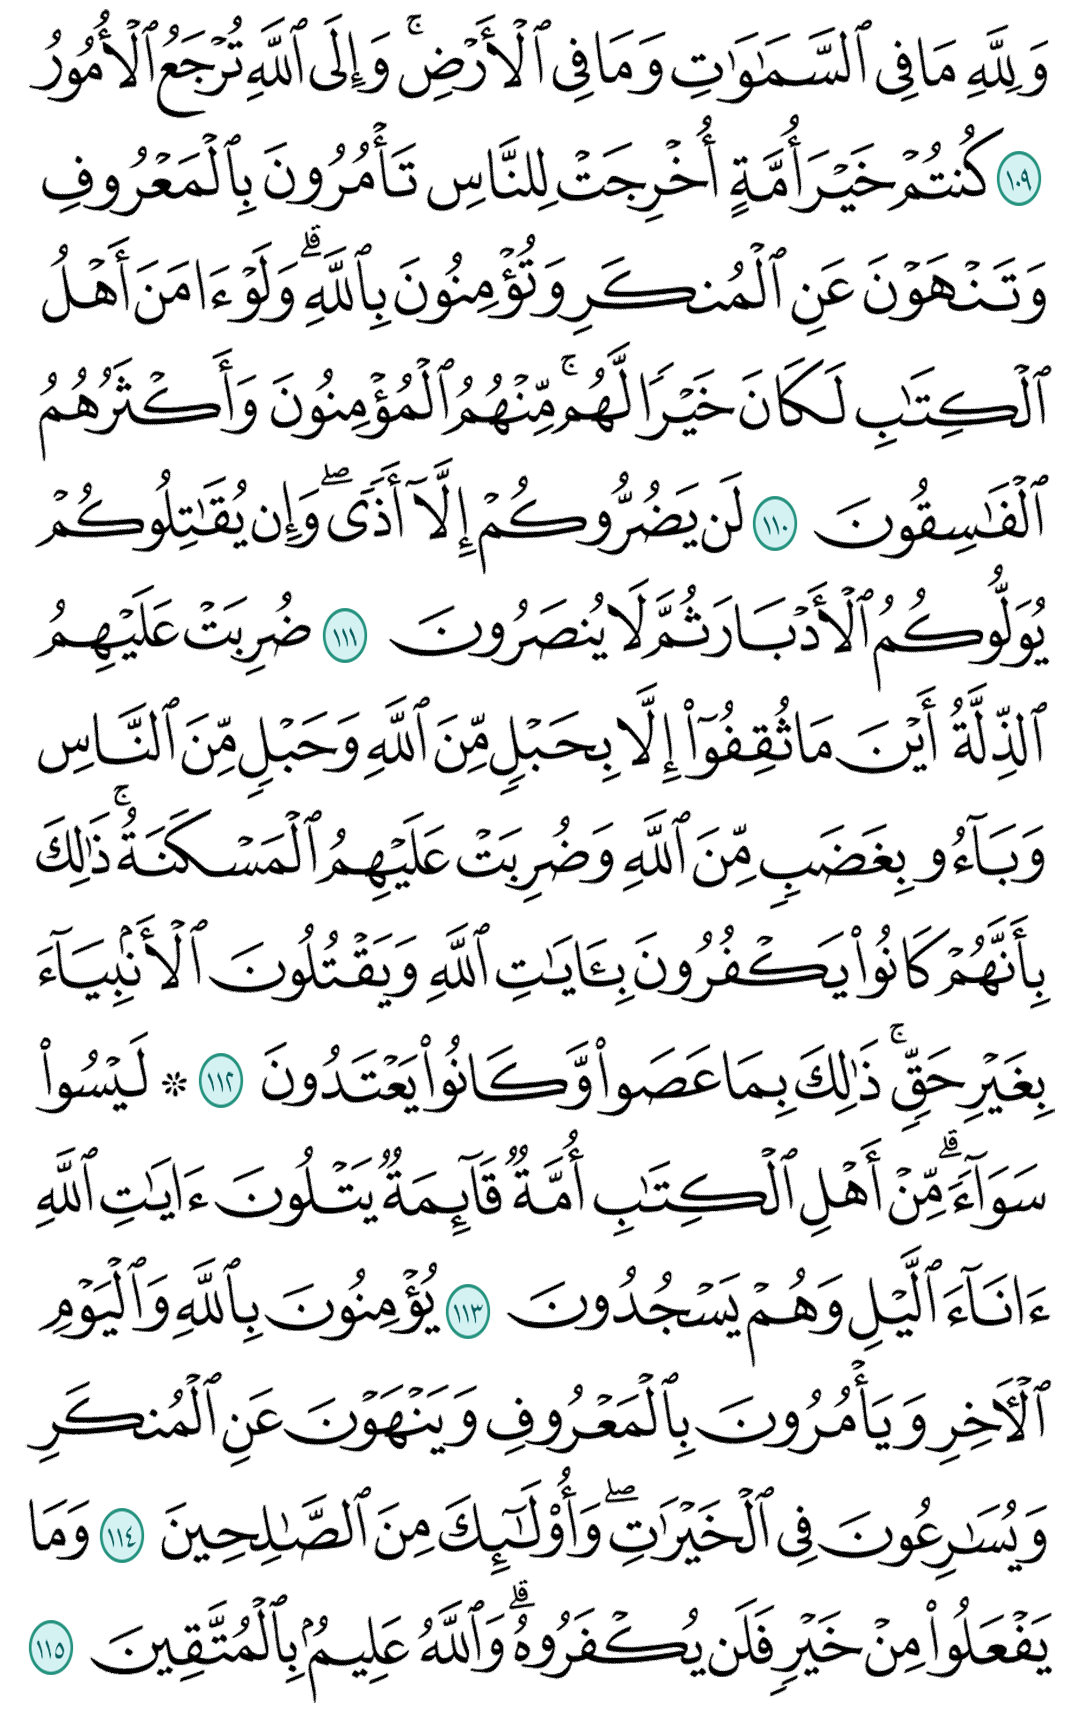 وَلِلَّهِ مَا فِي ٱلسَّمَٰوَٰتِ وَمَا فِي ٱلۡأَرۡضِۚ وَإِلَى ٱللَّهِ تُرۡجَعُ ٱلۡأُمُورُ
١٠٩ كُنتُمۡ خَيۡرَ أُمَّةٍ أُخۡرِجَتۡ لِلنَّاسِ تَأۡمُرُونَ بِٱلۡمَعۡرُوفِ
وَتَنۡهَوۡنَ عَنِ ٱلۡمُنكَرِ وَتُؤۡمِنُونَ بِٱللَّهِۗ وَلَوۡ ءَامَنَ أَهۡلُ
ٱلۡكِتَٰبِ لَكَانَ خَيۡرٗا لَّهُمۚ مِّنۡهُمُ ٱلۡمُؤۡمِنُونَ وَأَكۡثَرُهُمُ
ٱلۡفَٰسِقُونَ ١١٠ لَن يَضُرُّوكُمۡ إِلَّآ أَذٗىۖ وَإِن يُقَٰتِلُوكُمۡ
يُوَلُّوكُمُ ٱلۡأَدۡبَارَ ثُمَّ لَا يُنصَرُونَ ١١١ ضُرِبَتۡ عَلَيۡهِمُ
ٱلذِّلَّةُ أَيۡنَ مَا ثُقِفُوٓاْ إِلَّا بِحَبۡلٖ مِّنَ ٱللَّهِ وَحَبۡلٖ مِّنَ ٱلنَّاسِ
وَبَآءُو بِغَضَبٖ مِّنَ ٱللَّهِ وَضُرِبَتۡ عَلَيۡهِمُ ٱلۡمَسۡكَنَةُۚ ذَٰلِكَ
بِأَنَّهُمۡ كَانُواْ يَكۡفُرُونَ بِـَٔايَٰتِ ٱللَّهِ وَيَقۡتُلُونَ ٱلۡأَنۢبِيَآءَ
بِغَيۡرِ حَقّٖۚ ذَٰلِكَ بِمَا عَصَواْ وَّكَانُواْ يَعۡتَدُونَ ١١٢ ۞ لَيۡسُواْ
سَوَآءٗۗ مِّنۡ أَهۡلِ ٱلۡكِتَٰبِ أُمَّةٞ قَآئِمَةٞ يَتۡلُونَ ءَايَٰتِ ٱللَّهِ
ءَانَآءَ ٱلَّيۡلِ وَهُمۡ يَسۡجُدُونَ ١١٣ يُؤۡمِنُونَ بِٱللَّهِ وَٱلۡيَوۡمِ
ٱلۡأٓخِرِ وَيَأۡمُرُونَ بِٱلۡمَعۡرُوفِ وَيَنۡهَوۡنَ عَنِ ٱلۡمُنكَرِ
وَيُسَٰرِعُونَ فِي ٱلۡخَيۡرَٰتِۖ وَأُوْلَٰٓئِكَ مِنَ ٱلصَّٰلِحِينَ ١١٤ وَمَا
يَفۡعَلُواْ مِنۡ خَيۡرٖ فَلَن يُكۡفَرُوهُۗ وَٱللَّهُ عَلِيمُۢ بِٱلۡمُتَّقِينَ ١١٥